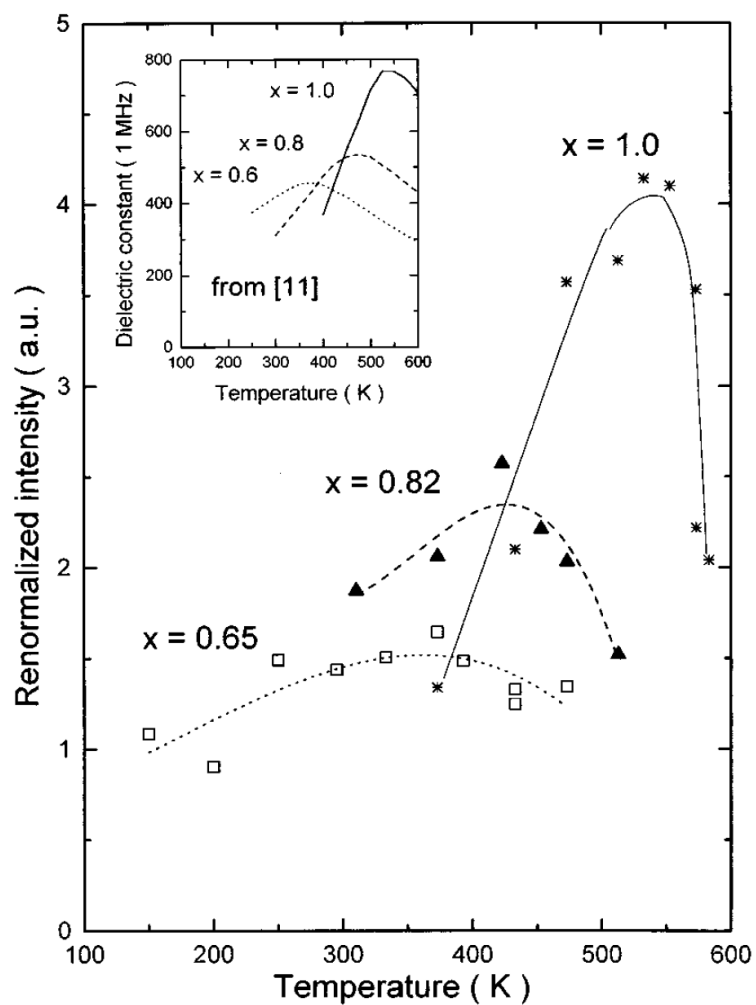 5
4
3
2
1
0
100
200
300
400
500
600
Renormalized intensity ( a.u. )
Temperature ( K )
x = 1.0
x = 0.82
x = 0.65
800
600
400
200
0
100
200
300
400
500
600
Dielectric constant ( 1 MHz )
Temperature ( K )
x = 1.0
x = 0.8
x = 0.6
from [11]